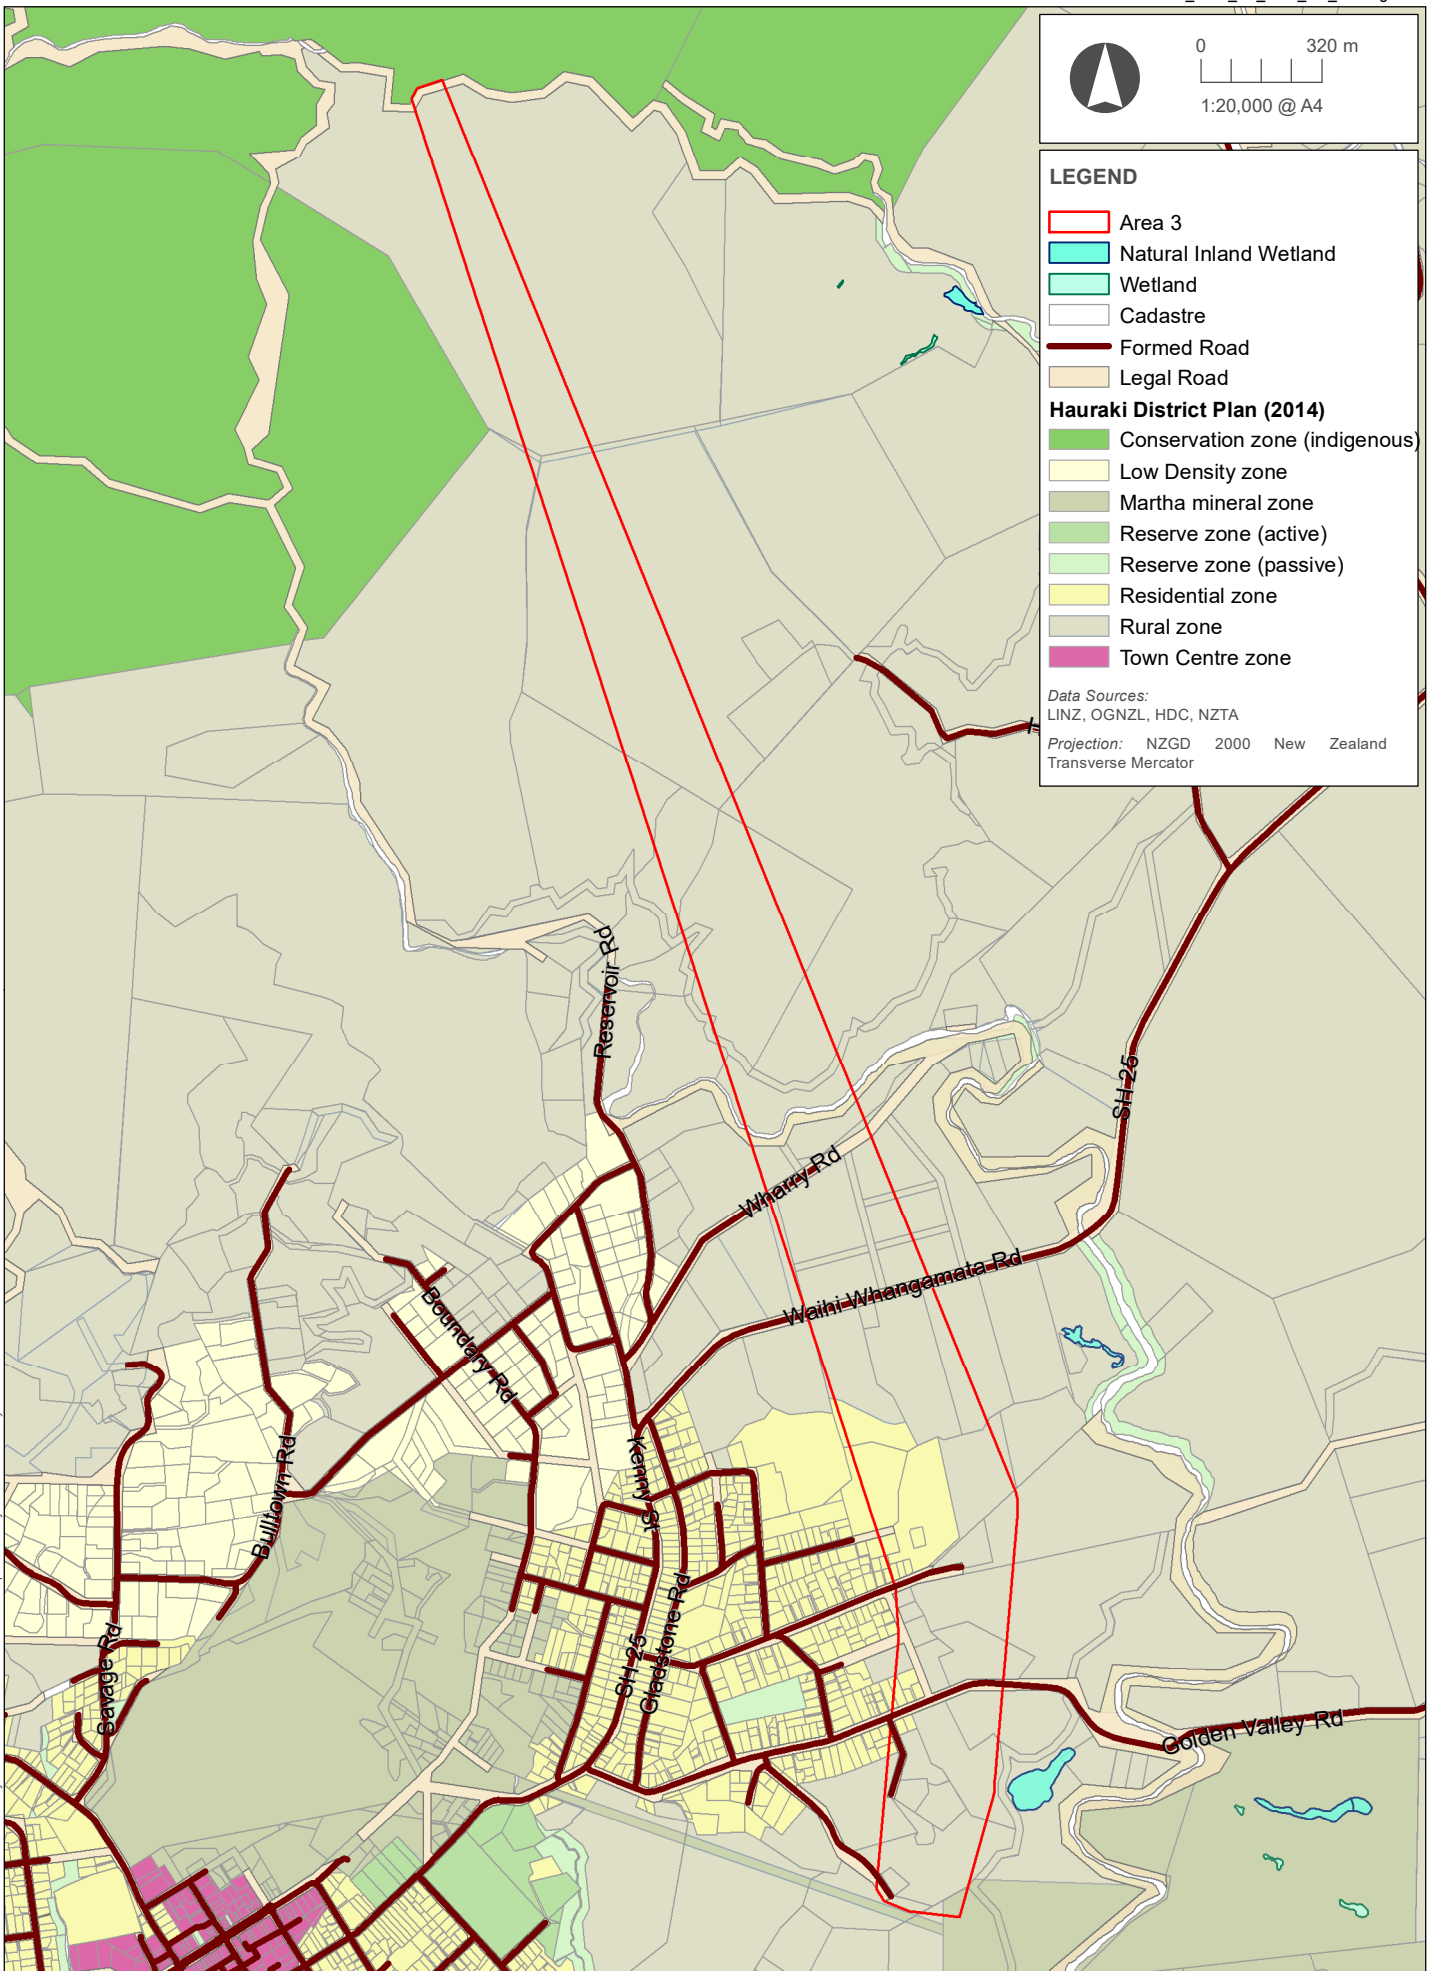 0 320 m
1:20,000 @ A4
LEGEND
Area 3
Natural Inland Wetland
Wetland
Cadastre
Formed Road
Legal Road
Hauraki District Plan (2014)
Conservation zone (indigenous)
Low Density zone
Martha mineral zone
Reserve zone (active)
Reserve zone (passive)
Residential zone
Rural zone
Town Centre zone
Data Sources:
LINZ, OGNZL, HDC, NZTA
Projection: NZGD 2000 New Zealand
Transverse Mercator
Reservoir Rd
SH 25
Wharry Rd
Waihi Whangamata Rd
Boundary Rd
Bulltown Rd
Kenny St
Gladstone Rd
SH 25
Savage Rd
Golden Valley Rd